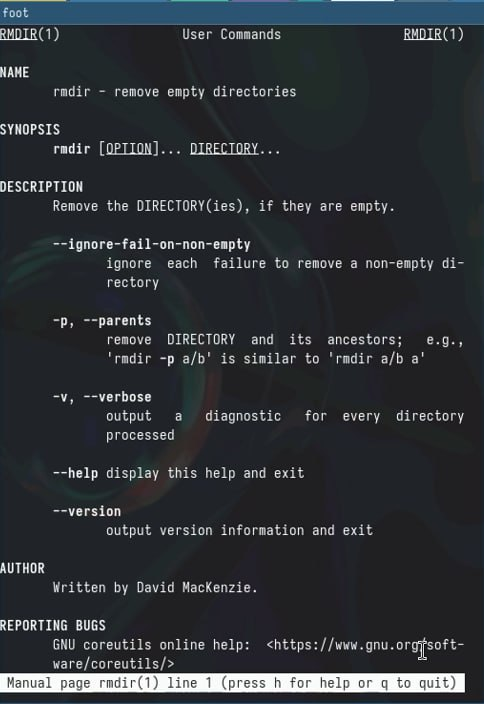 foot
RMDIR(1) User Commands RMDIR(1)
NAME
rmdir - remove empty directories
SYNOPSIS
rmdir [OPTION]... DIRECTORY...
DESCRIPTION
Remove the DIRECTORY(ies), if they are empty.
--ignore-fail-on-non-empty
ignore each failure to remove a non-empty di-
rectory
-p, --parents
remove DIRECTORY and its ancestors; e.g.,
'rmdir -p a/b' is similar to 'rmdir a/b a'
-v, --verbose
output a diagnostic for every directory
processed
--help display this help and exit
--version
output version information and exit
AUTHOR
Written by David MacKenzie.
REPORTING BUGS
GNU coreutils online help: <https://www.gnu.org/soft-
ware/coreutils/>
Manual page rmdir(1) line 1 (press h for help or q to quit)